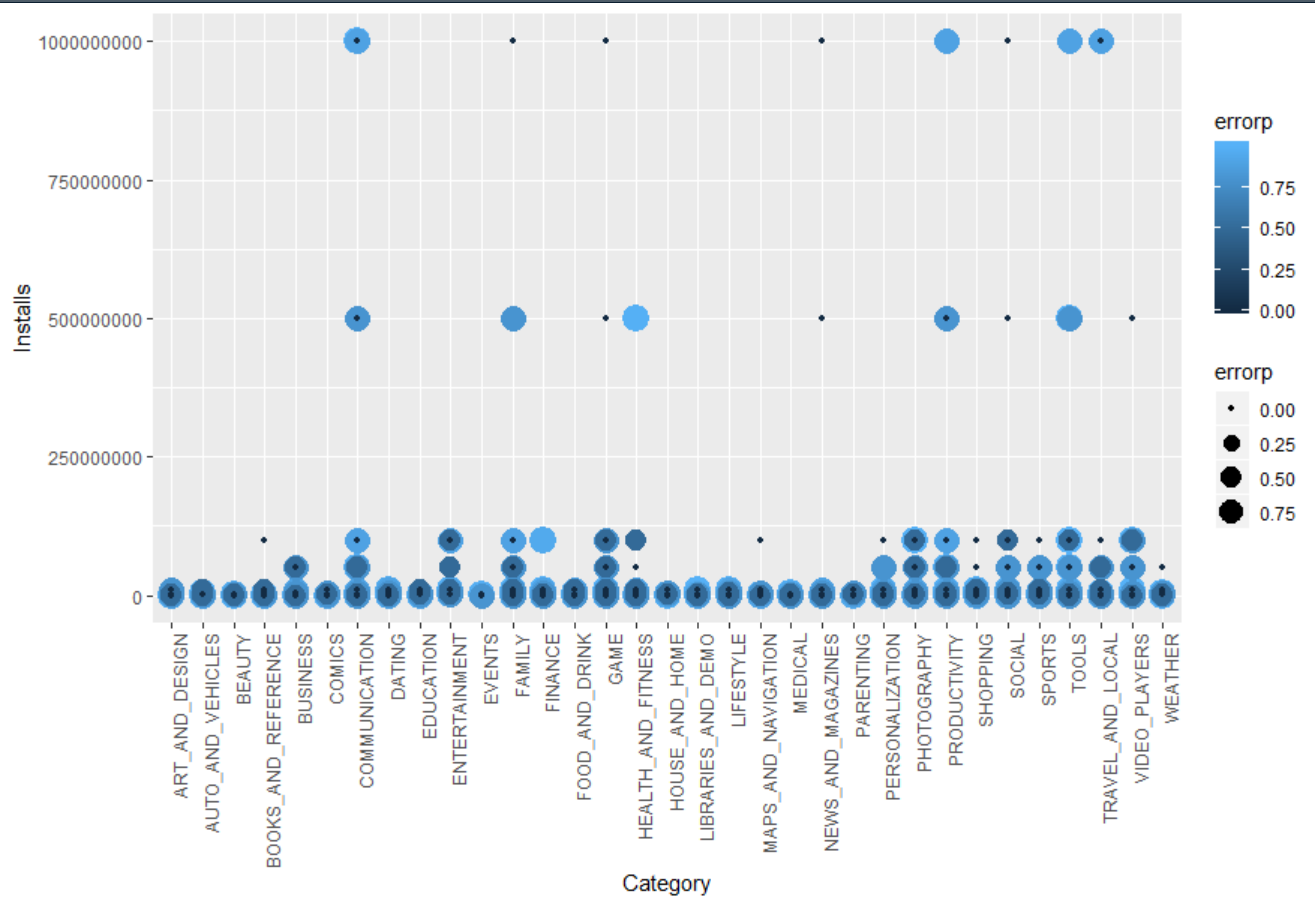 1000000000
750000000
500000000
250000000
0
Installs
ART_AND_DESIGN
AUTO_AND_VEHICLES
BEAUTY
BOOKS_AND_REFERENCE
BUSINESS
COMICS
COMMUNICATION
DATING
EDUCATION
ENTERTAINMENT
EVENTS
FAMILY
FINANCE
FOOD_AND_DRINK
GAME
HEALTH_AND_FITNESS
HOUSE_AND_HOME
LIBRARIES_AND_DEMO
LIFESTYLE
MAPS_AND_NAVIGATION
MEDICAL
NEWS_AND_MAGAZINES
PARENTING
PERSONALIZATION
PHOTOGRAPHY
PRODUCTIVITY
SHOPPING
SOCIAL
SPORTS
TOOLS
TRAVEL_AND_LOCAL
VIDEO_PLAYERS
WEATHER
Category
errorp
0.75
0.50
0.25
0.00
errorp
0.00
0.25
0.50
0.75